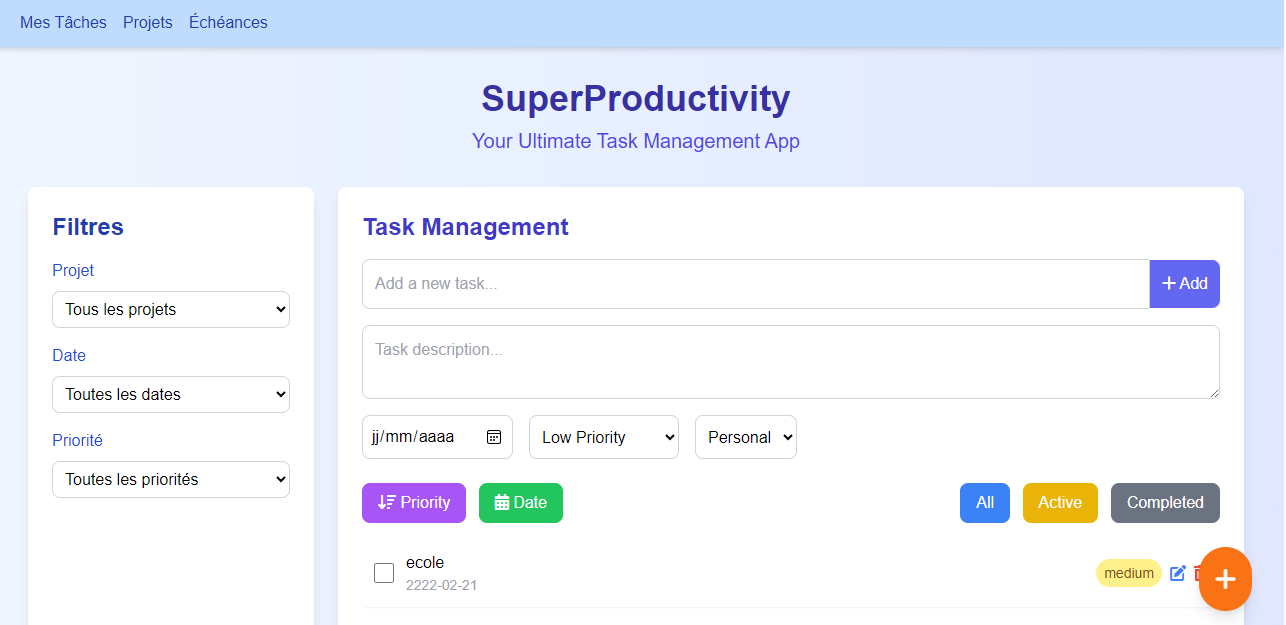 Mes Tâches Projets Échéances
SuperProductivity
Your Ultimate Task Management App
Filtres
Projet
Tous les projets
Date
Toutes les dates
Priorité
Toutes les priorités
Task Management
Add a new task...
+ Add
Task description...
jj/mm/aaaa Low Priority Personal
Priority Date All Active Completed
ecole
2222-02-21
medium
+